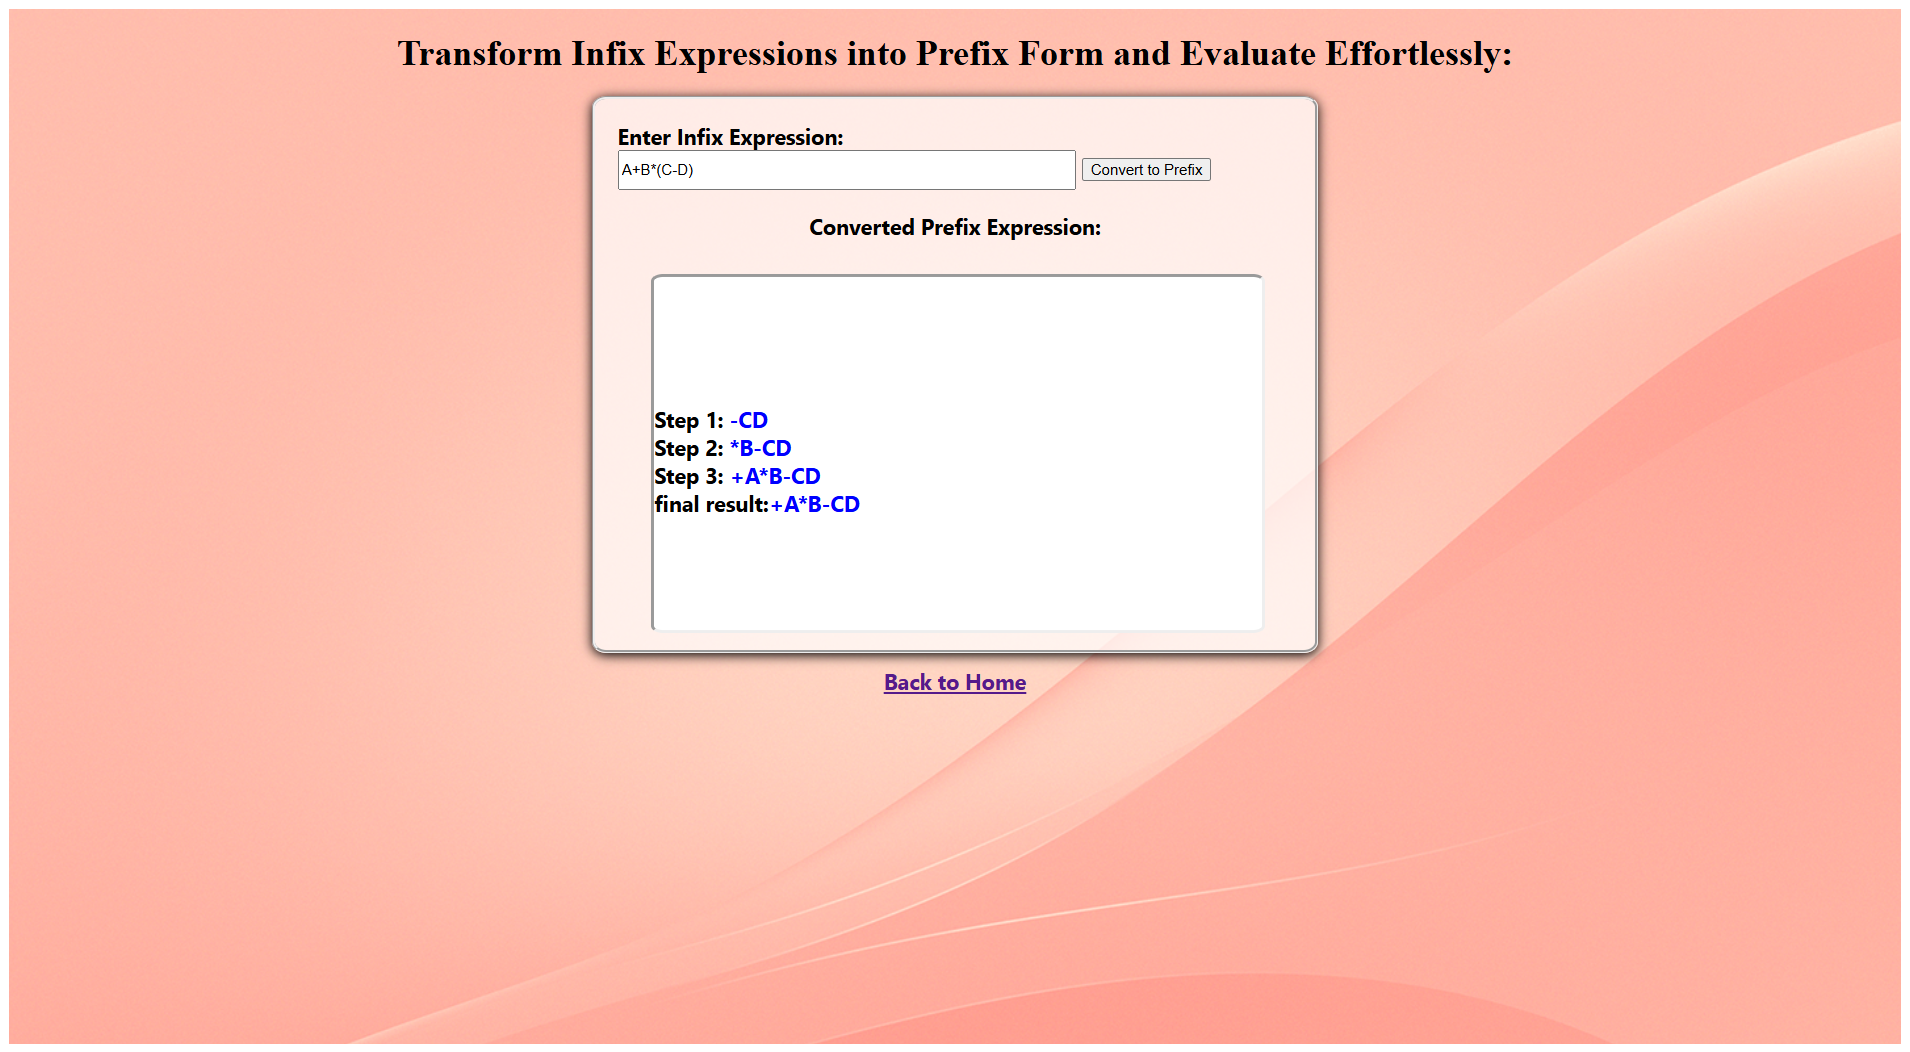 Transform Infix Expressions into Prefix Form and Evaluate Effortlessly:
Enter Infix Expression:
A+B*(C-D) Convert to Prefix
Converted Prefix Expression:
Step 1: -CD
Step 2: *B-CD
Step 3: +A*B-CD
final result:+A*B-CD
Back to Home